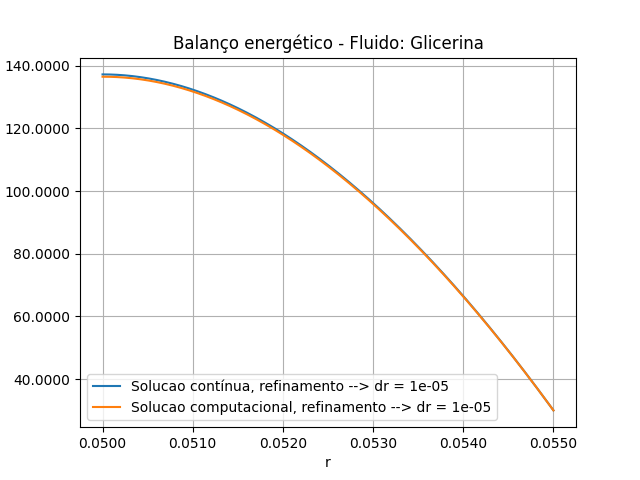 Balanço energético - Fluido: Glicerina
140.0000
120.0000
100.0000
80.0000
60.0000
40.0000
Solucao contínua, refinamento --> dr = 1e-05
Solucao computacional, refinamento --> dr = 1e-05
0.0500 0.0510 0.0520 0.0530 0.0540 0.0550
r